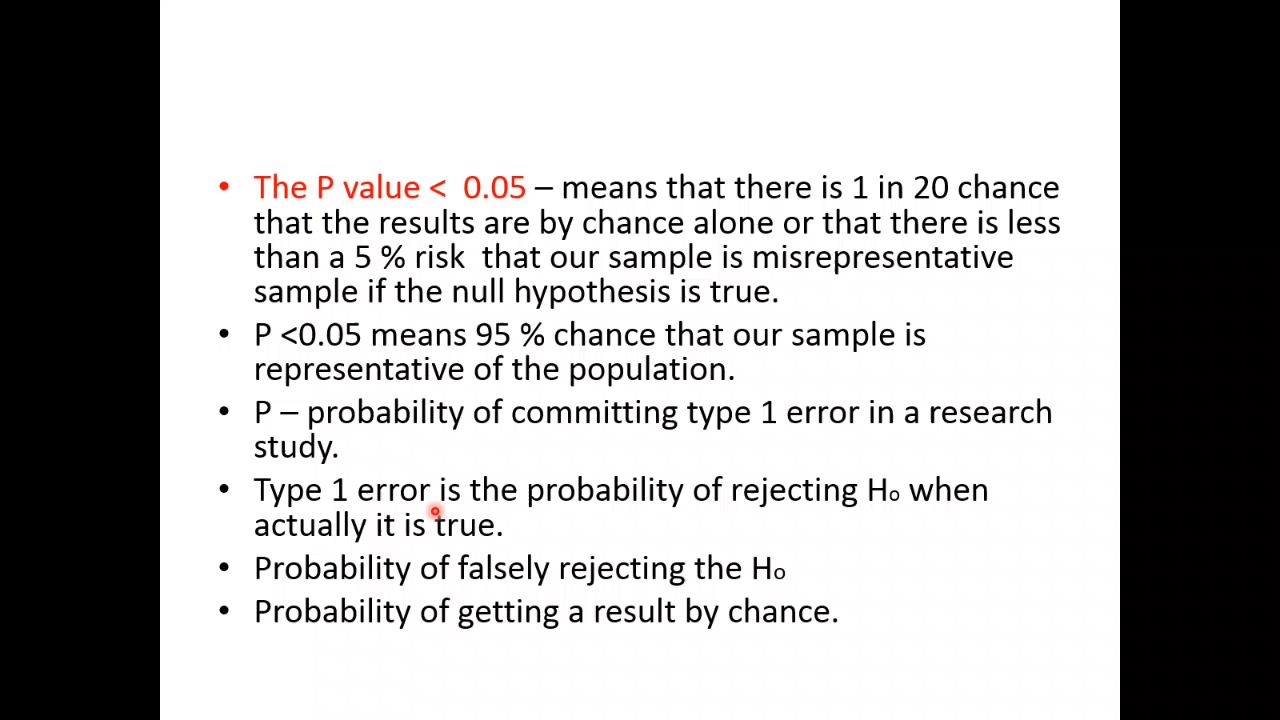 • The P value <  0.05 – means that there is 1 in 20 chance
that the results are by chance alone or that there is less
than a 5 % risk  that our sample is misrepresentative
sample if the null hypothesis is true.
• P <0.05 means 95 % chance that our sample is
representative of the population.
• P – probability of committing type 1 error in a research
study.
• Type 1 error is the probability of rejecting H₀ when
actually it is true.
• Probability of falsely rejecting the H₀
• Probability of getting a result by chance.